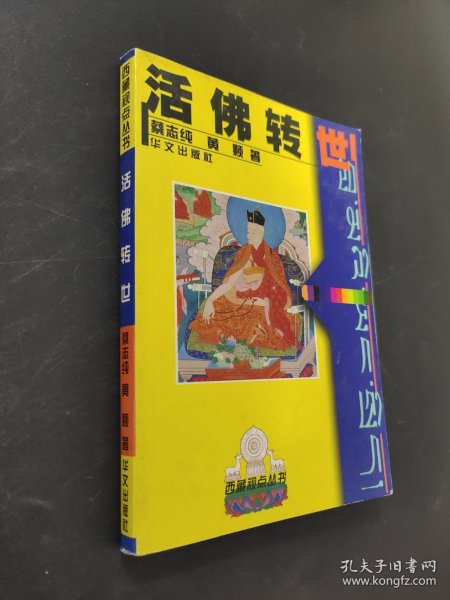 西藏视点丛书
活佛转世
蔡志纯 黄颢著
华文出版社
活佛转世
蔡志纯 黄颢 著
华文出版社
西藏视点丛书
孔夫子旧书网
www.kongfz.com